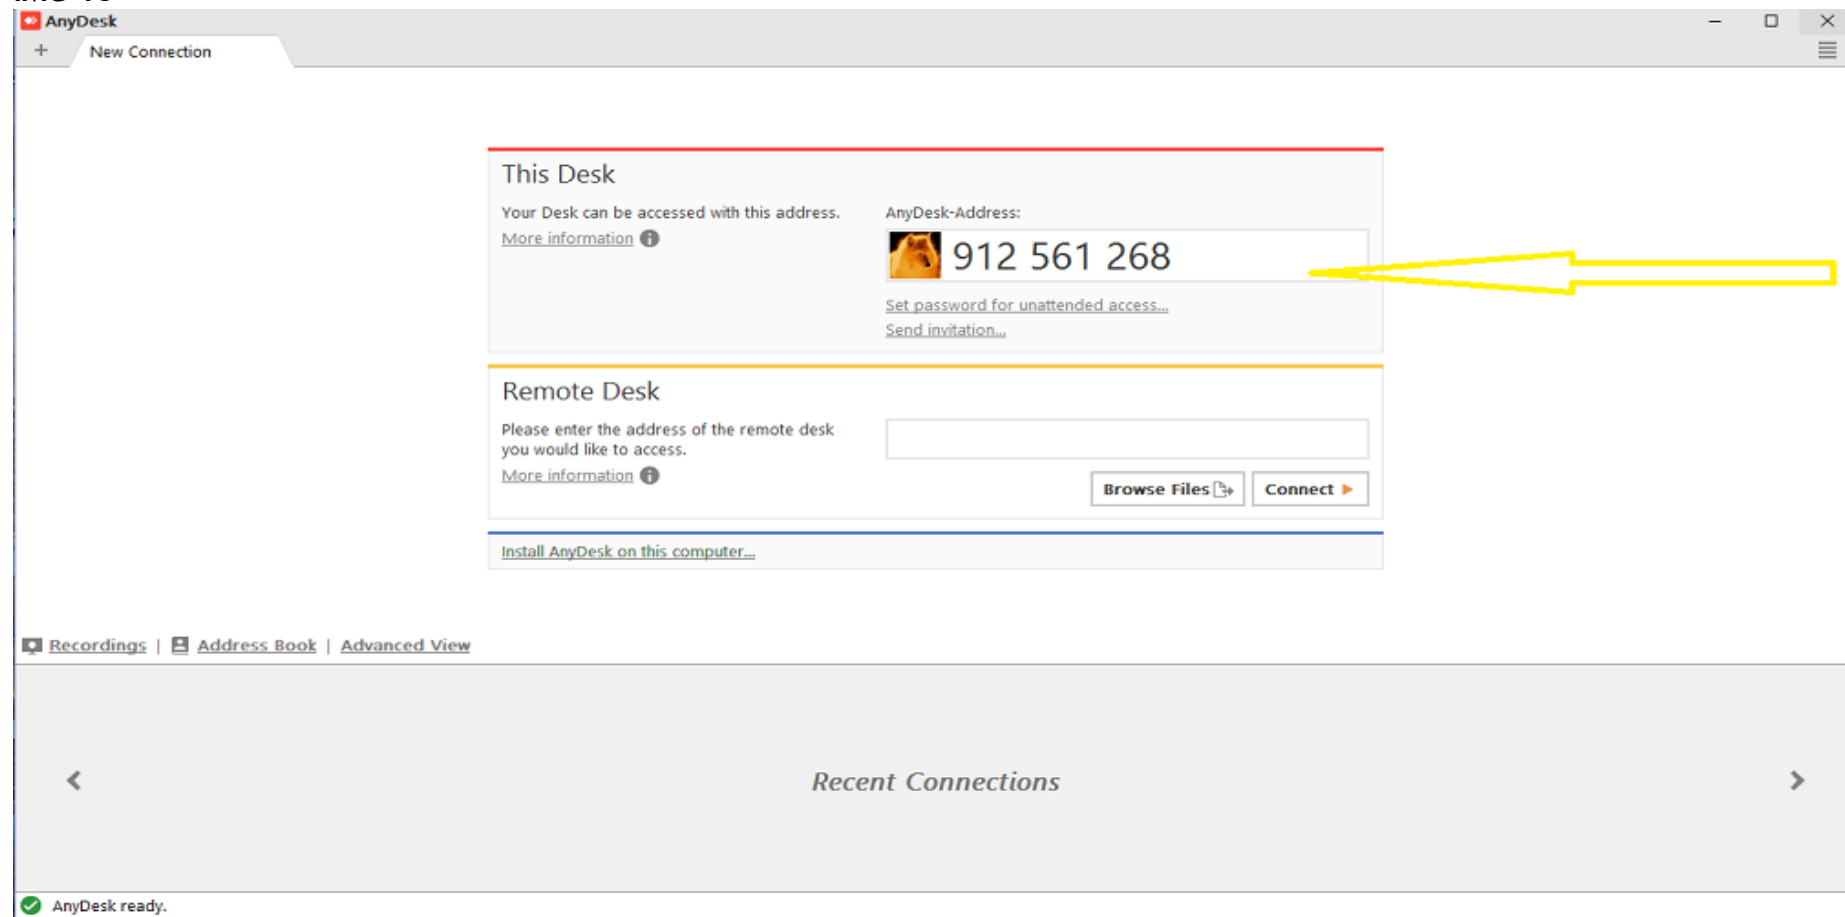 AnyDesk
+ New Connection
This Desk
Your Desk can be accessed with this address.
More information
AnyDesk-Address:
912 561 268
Set password for unattended access...
Send invitation...
Remote Desk
Please enter the address of the remote desk
you would like to access.
More information
Browse Files
Connect
Install AnyDesk on this computer...
Recordings | Address Book | Advanced View
Recent Connections
AnyDesk ready.